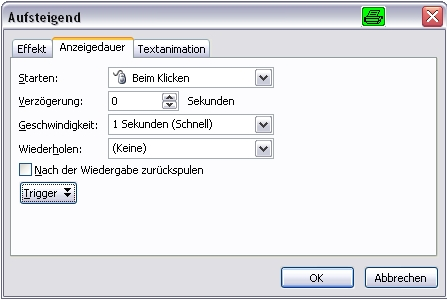 Aufsteigend
Effekt Anzeigedauer Textanimation
Starten: Beim Klicken
Verzögerung: 0 Sekunden
Geschwindigkeit: 1 Sekunden (Schnell)
Wiederholen: (Keine)
Nach der Wiedergabe zurückspulen
Trigger
OK Abbrechen